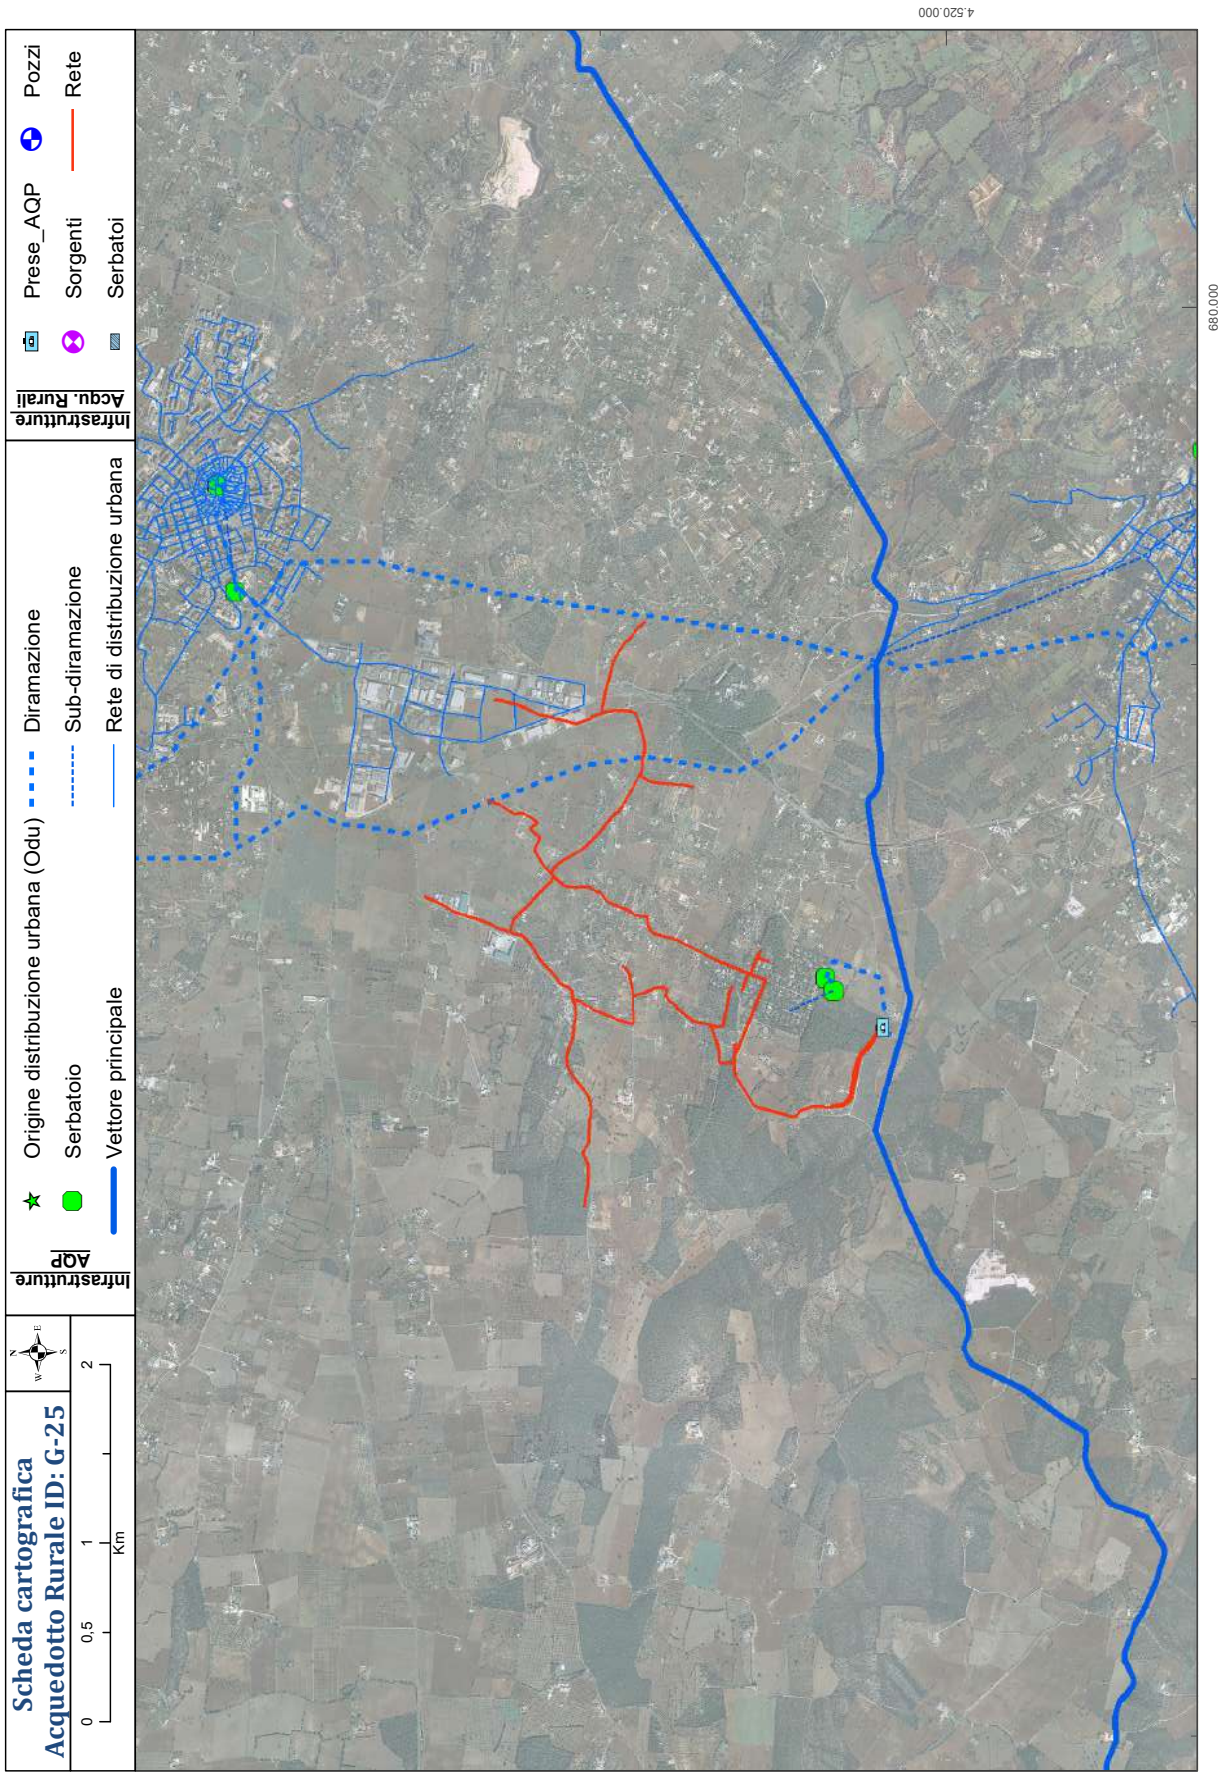 Scheda cartografica
Acquedotto Rurale ID: G-25
N
W
E
S
0
0,5
1
2
Km
Infrastrutture
AQP
Origine distribuzione urbana (Odu)
Serbatoio
Vettore principale
Diramazione
Sub-diramazione
Rete di distribuzione urbana
Infrastrutture
Acqu. Rurali
Prese_AQP
Sorgenti
Serbatoi
Pozzi
Rete
4.520.000
680.000